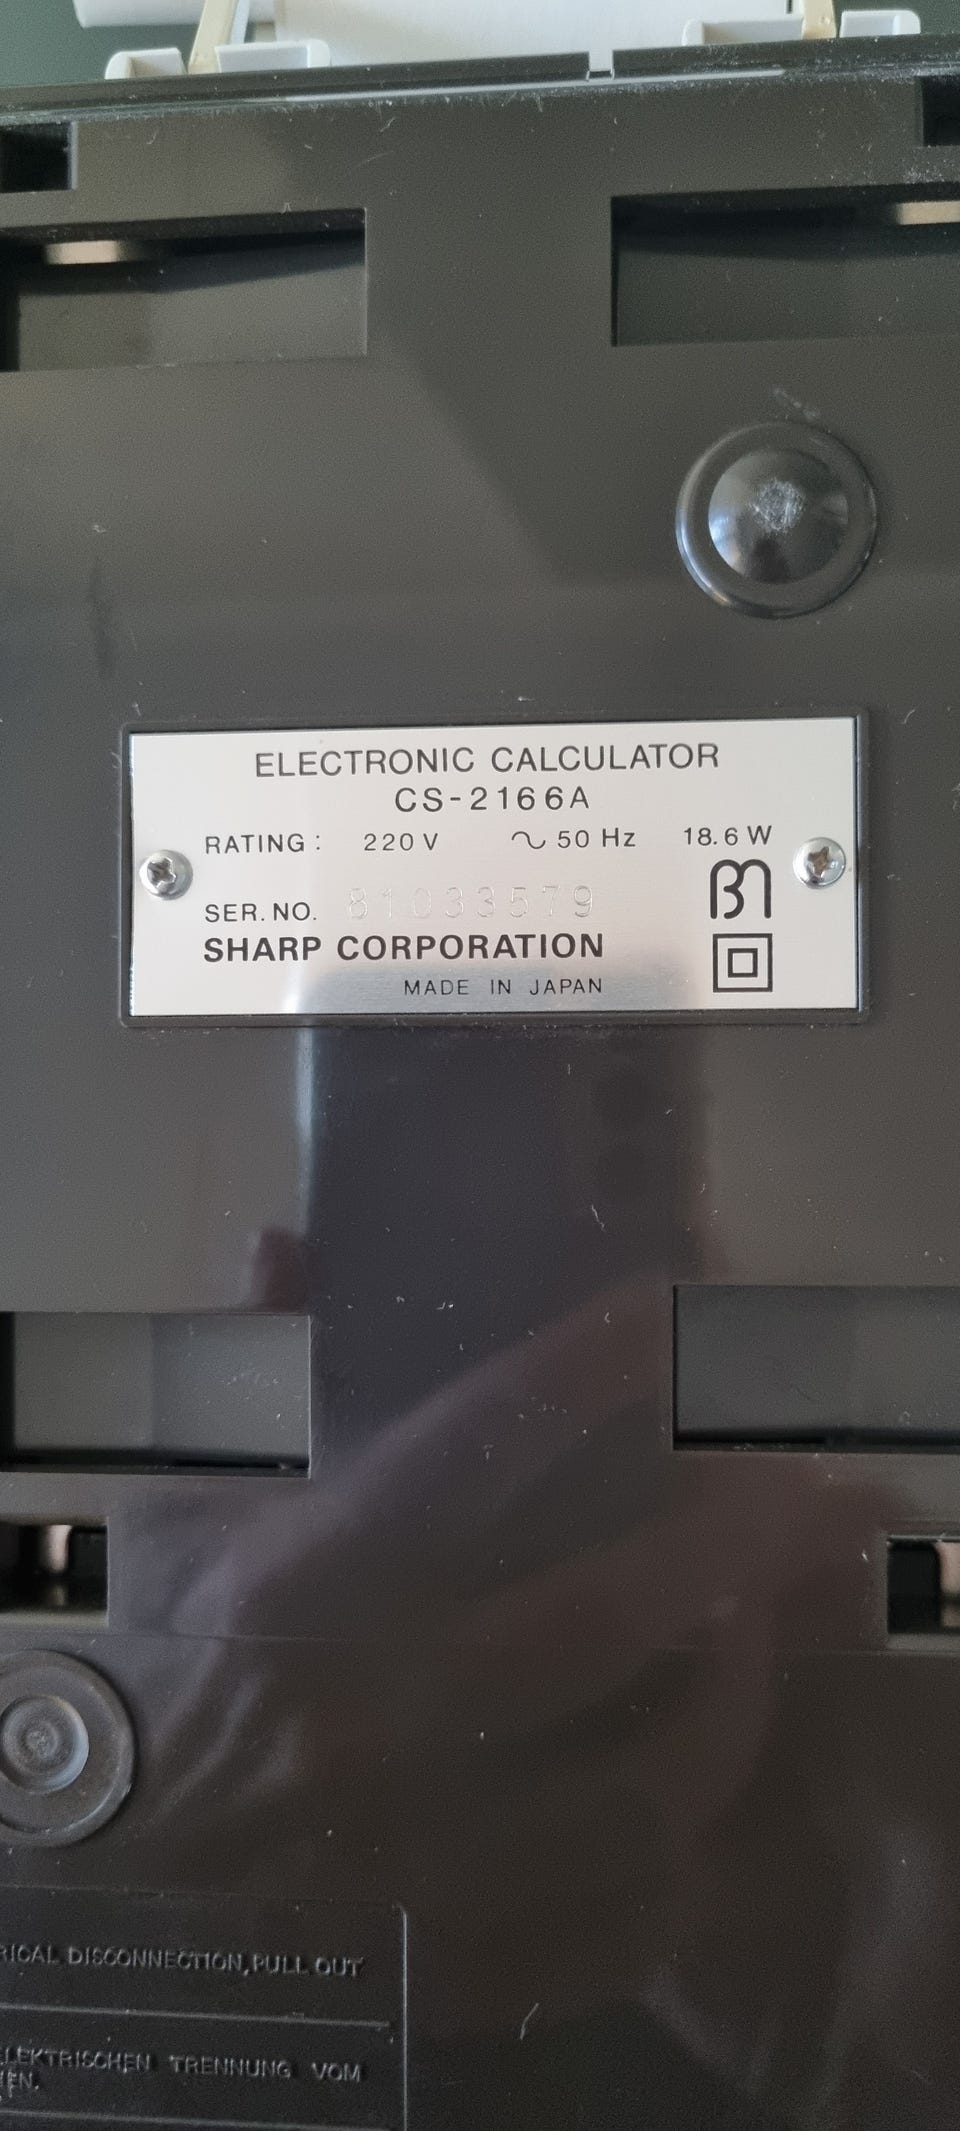 ELECTRONIC CALCULATOR
CS-2166A
RATING: 220 V ∿ 50 Hz 18.6 W
SER. NO. 81033579
SHARP CORPORATION
MADE IN JAPAN
RICAL DISCONNECTION, PULL OUT
LEKTRISCHEN TRENNUNG VOM